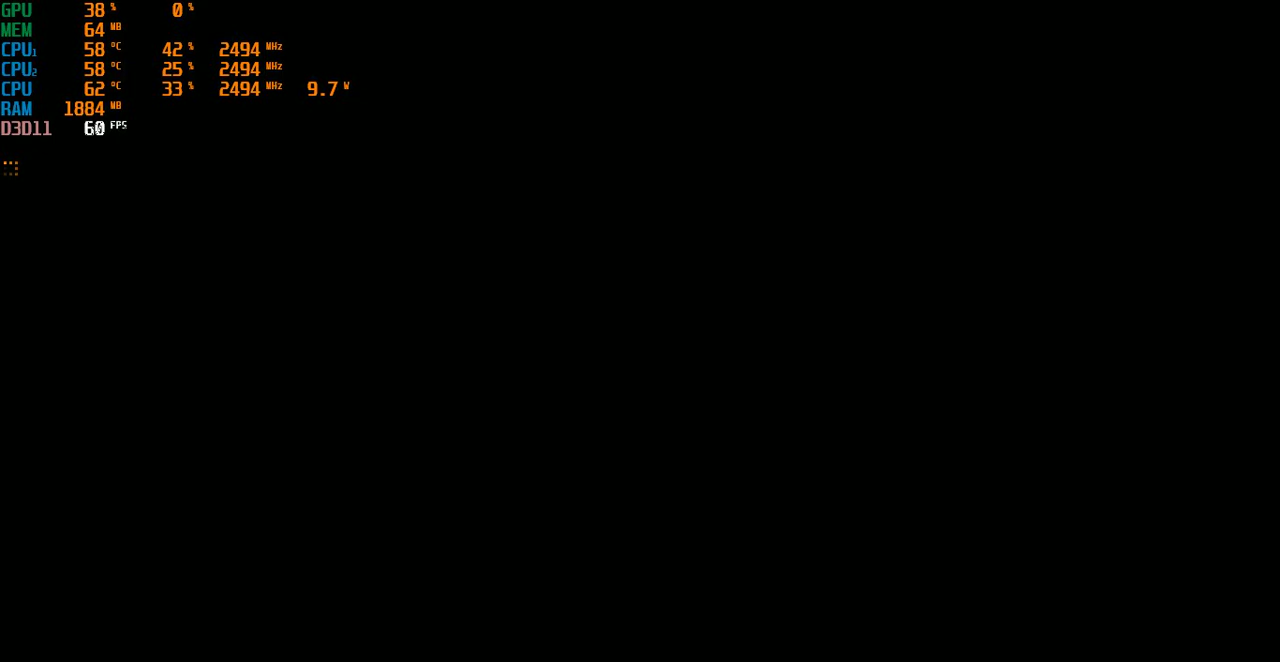 GPU 38 % 0 %
MEM 64 MB
CPU1 58 °C 42 % 2494 MHz
CPU2 58 °C 25 % 2494 MHz
CPU 62 °C 33 % 2494 MHz 9.7 W
RAM 1884 MB
D3D11 60 FPS